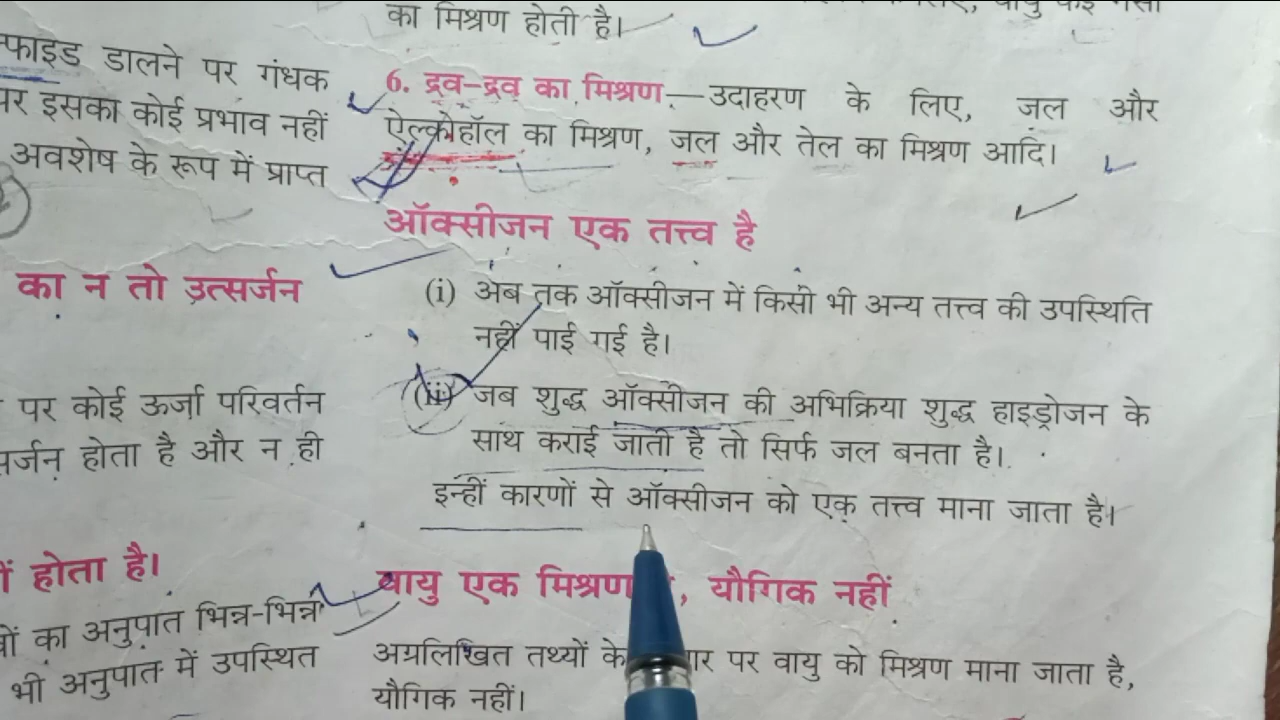 का मिश्रण होती है।
6. द्रव-द्रव का मिश्रण—उदाहरण के लिए, जल और
ऐल्कोहॉल का मिश्रण, जल और तेल का मिश्रण आदि।
ऑक्सीजन एक तत्त्व है
(i) अब तक ऑक्सीजन में किसी भी अन्य तत्त्व की उपस्थिति
नहीं पाई गई है।
(ii) जब शुद्ध ऑक्सीजन की अभिक्रिया शुद्ध हाइड्रोजन के
साथ कराई जाती है तो सिर्फ जल बनता है।
इन्हीं कारणों से ऑक्सीजन को एक तत्त्व माना जाता है।
वायु एक मिश्रण , यौगिक नहीं
अग्रलिखित तथ्यों के पर वायु को मिश्रण माना जाता है,
यौगिक नहीं।
डालने पर गंधक
पर इसका कोई प्रभाव नहीं
अवशेष के रूप में प्राप्त
का न तो उत्सर्जन
पर कोई ऊर्जा परिवर्तन
होता है और न ही
होता है।
का अनुपात भिन्न-भिन्न
भी अनुपात में उपस्थित